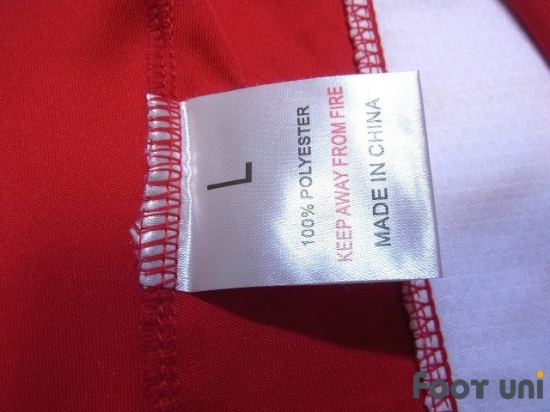 L
100% POLYESTER
KEEP AWAY FROM FIRE
MADE IN CHINA
FOOT UNI